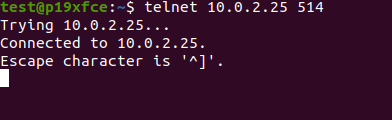 test@p19xfce:~$ telnet 10.0.2.25 514
Trying 10.0.2.25...
Connected to 10.0.2.25.
Escape character is '^]'.